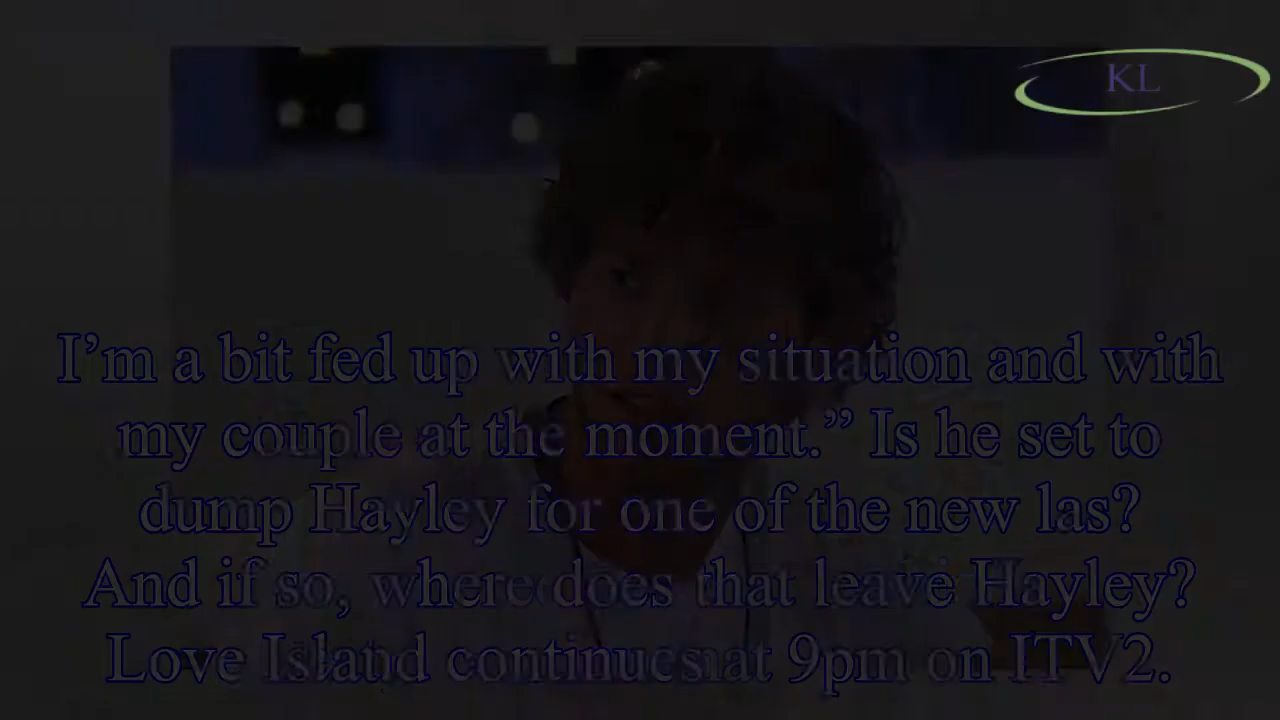 KL
I’m a bit fed up with my situation and with
my couple at the moment.” Is he set to
dump Hayley for one of the new las?
And if so, where does that leave Hayley?
Love Island continues at 9pm on ITV2.